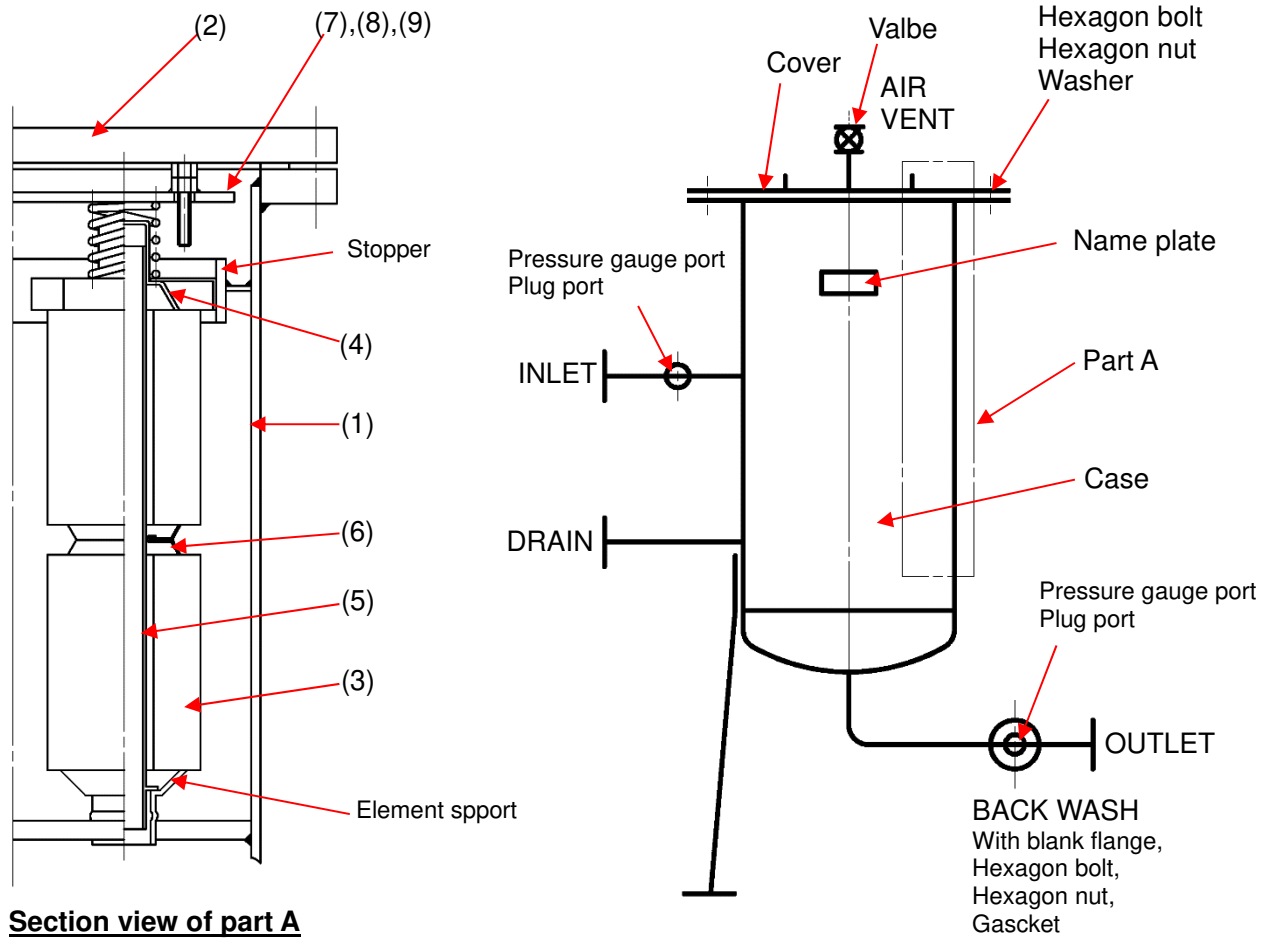 (2)
(7),(8),(9)
Stopper
(4)
(1)
(6)
(5)
(3)
Element spport
Section view of part A
Valbe
Cover
AIR
VENT
Hexagon bolt
Hexagon nut
Washer
Pressure gauge port
Plug port
Name plate
INLET
Part A
Case
DRAIN
Pressure gauge port
Plug port
OUTLET
BACK WASH
With blank flange,
Hexagon bolt,
Hexagon nut,
Gascket